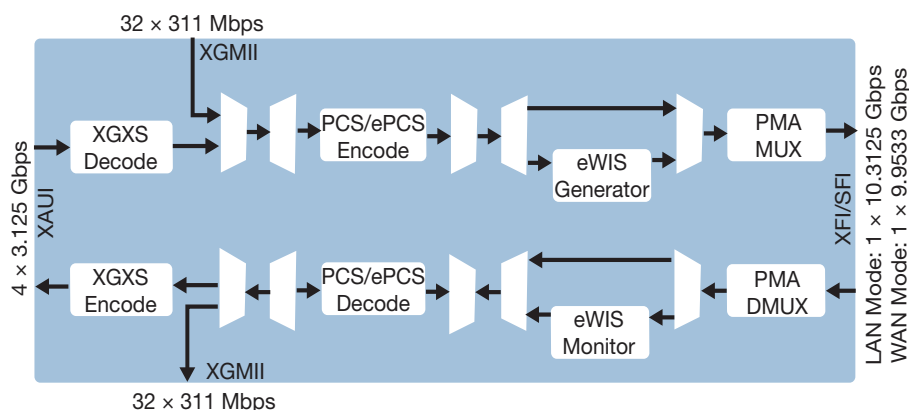 32 × 311 Mbps
XGMII
XGXS
Decode
PCS/ePCS
Encode
eWIS
Generator
PMA
MUX
4 × 3.125 Gbps
XAUI
XFI/SFI
LAN Mode: 1 × 10.3125 Gbps
WAN Mode: 1 × 9.9533 Gbps
XGXS
Encode
PCS/ePCS
Decode
eWIS
Monitor
PMA
DMUX
XGMII
32 × 311 Mbps